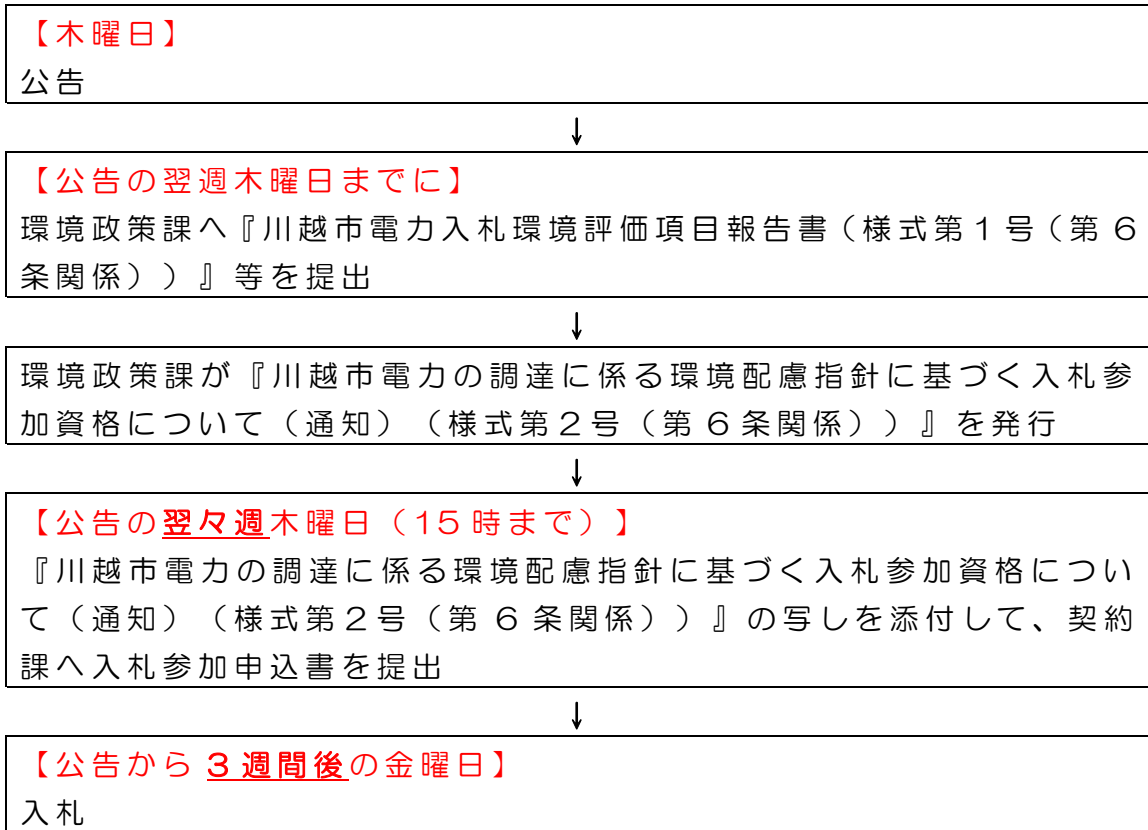 【木曜日】
公告
↓
【公告の翌週木曜日までに】
環境政策課へ『川越市電力入札環境評価項目報告書（様式第１号（第６
条関係））』等を提出
↓
環境政策課が『川越市電力の調達に係る環境配慮指針に基づく入札参
加資格について（通知）（様式第２号（第６条関係））』を発行
↓
【公告の翌々週木曜日（15時まで）】
『川越市電力の調達に係る環境配慮指針に基づく入札参加資格につい
て（通知）（様式第２号（第６条関係））』の写しを添付して、契約
課へ入札参加申込書を提出
↓
【公告から３週間後の金曜日】
入札